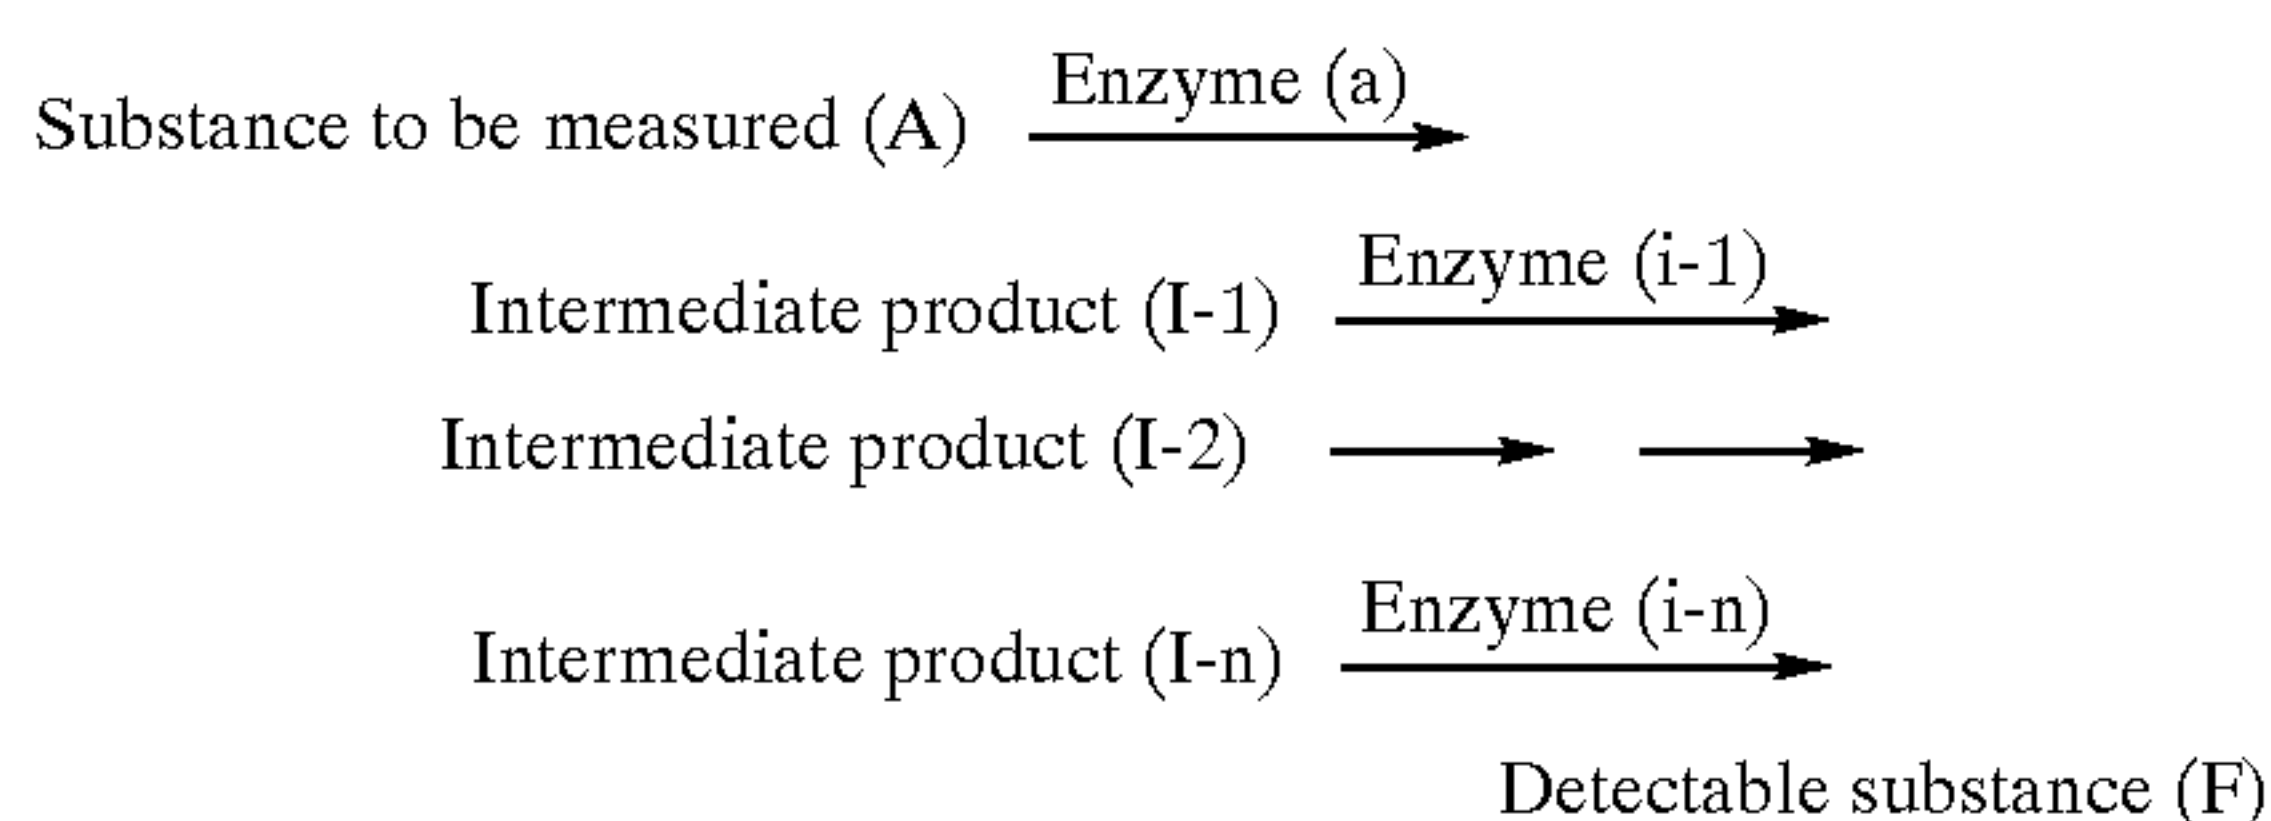 Enzyme (a)
Substance to be measured (A)
Enzyme (i-1)
Intermediate product (I-1)
Intermediate product (I-2)
Enzyme (i-n)
Intermediate product (I-n)
Detectable substance (F)